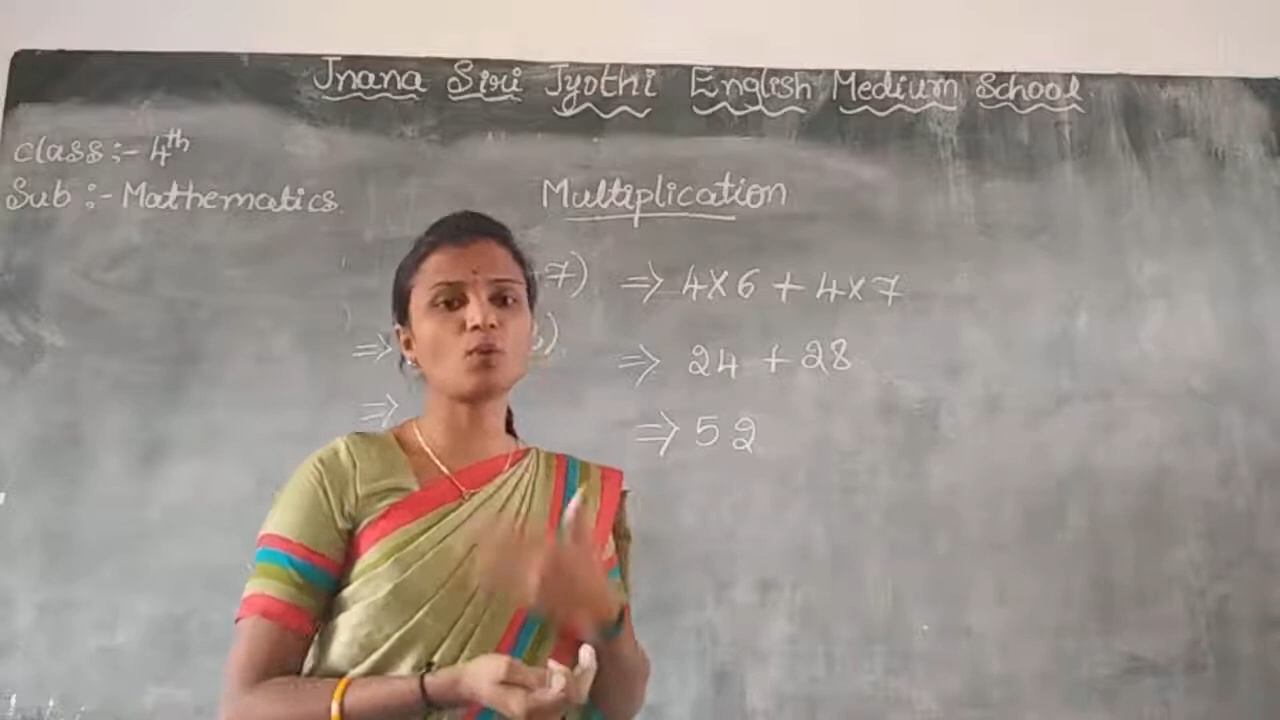 Jnana Siri Jyothi English Medium School
Class :- 4th
Sub :- Mathematics
Multiplication
7) ⇒ 4×6 + 4×7
⇒ ) ⇒ 24 + 28
⇒ ⇒ 52